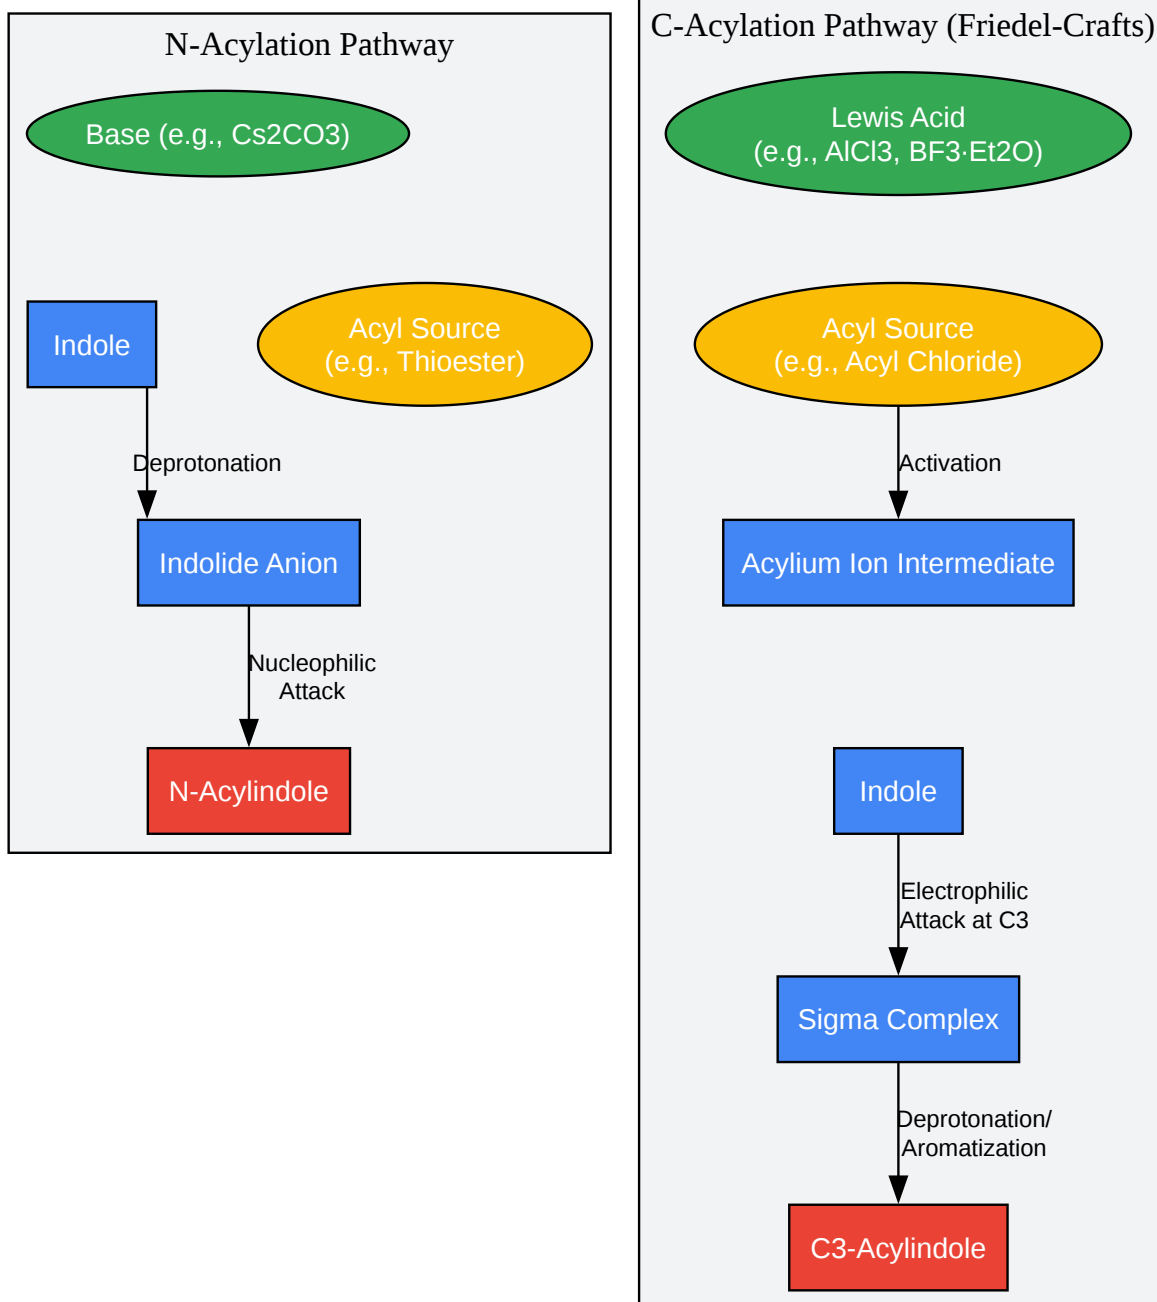 N-Acylation Pathway
Base (e.g., Cs2CO3)
Indole
Acyl Source
(e.g., Thioester)
Deprotonation
Indolide Anion
Nucleophilic
Attack
N-Acylindole
C-Acylation Pathway (Friedel-Crafts)
Lewis Acid
(e.g., AlCl3, BF3·Et2O)
Acyl Source
(e.g., Acyl Chloride)
Activation
Acylium Ion Intermediate
Indole
Electrophilic
Attack at C3
Sigma Complex
Deprotonation/
Aromatization
C3-Acylindole